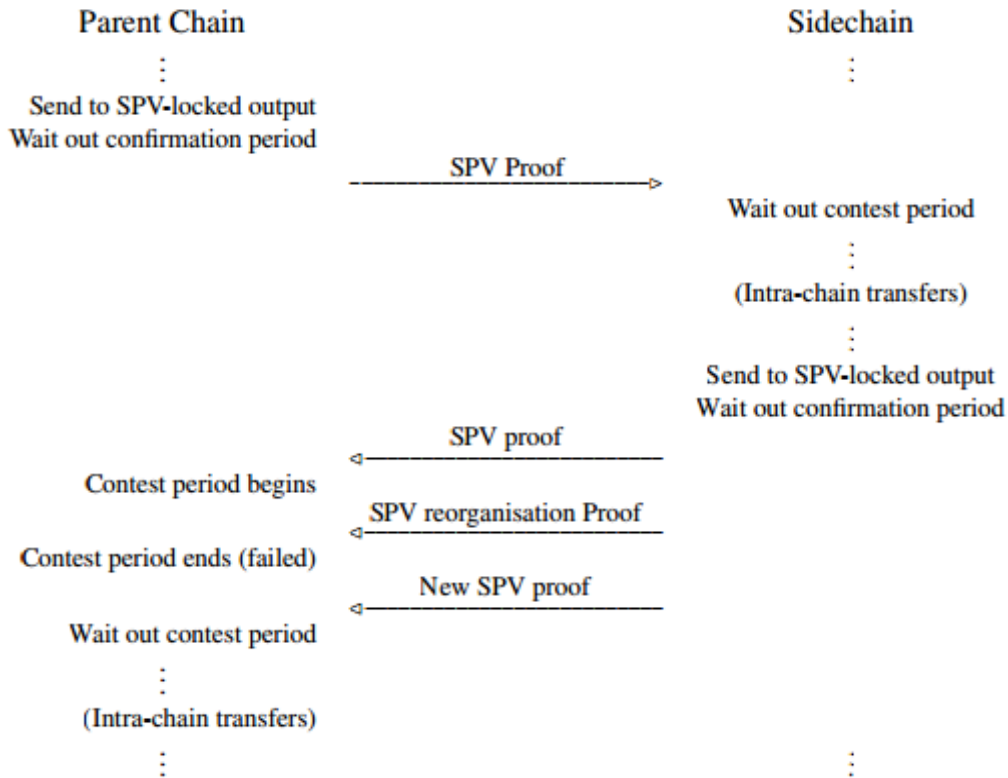 Parent Chain
Sidechain
Send to SPV-locked output
Wait out confirmation period
SPV Proof
Wait out contest period
(Intra-chain transfers)
Send to SPV-locked output
Wait out confirmation period
SPV proof
Contest period begins
SPV reorganisation Proof
Contest period ends (failed)
New SPV proof
Wait out contest period
(Intra-chain transfers)